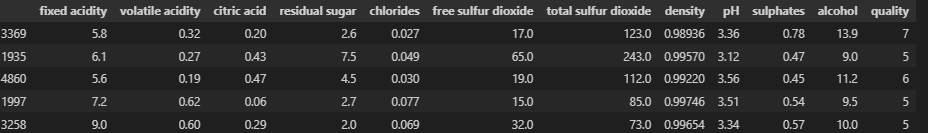 fixed acidity volatile acidity citric acid residual sugar chlorides free sulfur dioxide total sulfur dioxide density pH sulphates alcohol quality
3369 5.8 0.32 0.20 2.6 0.027 17.0 123.0 0.98936 3.36 0.78 13.9 7
1935 6.1 0.27 0.43 7.5 0.049 65.0 243.0 0.99570 3.12 0.47 9.0 5
4860 5.6 0.19 0.47 4.5 0.030 19.0 112.0 0.99220 3.56 0.45 11.2 6
1997 7.2 0.62 0.06 2.7 0.077 15.0 85.0 0.99746 3.51 0.54 9.5 5
3258 9.0 0.60 0.29 2.0 0.069 32.0 73.0 0.99654 3.34 0.57 10.0 5